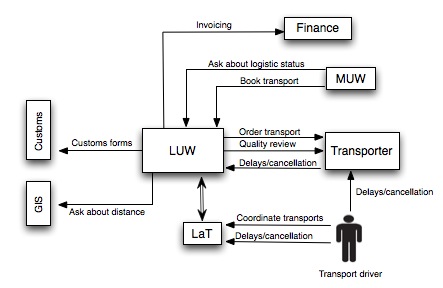 Invoicing
Finance
Ask about logistic status
MUW
Book transport
Customs
Customs forms
LUW
Order transport
Quality review
Delays/cancellation
Transporter
GIS
Ask about distance
Delays/cancellation
LaT
Coordinate transports
Delays/cancellation
Transport driver